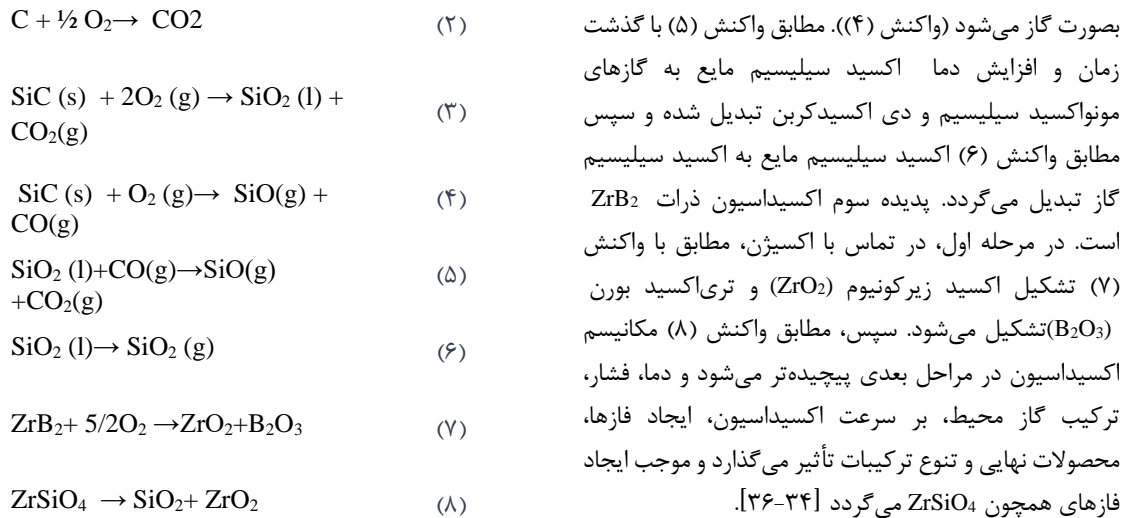 بصورت گاز می‌شود (واکنش (۴)). مطابق واکنش (۵) با گذشت
زمان و افزایش دما اکسید سیلیسیم مایع به گازهای
مونواکسید سیلیسیم و دی اکسیدکربن تبدیل شده و سپس
مطابق واکنش (۶) اکسید سیلیسیم مایع به اکسید سیلیسیم
گاز تبدیل می‌گردد. پدیده سوم اکسیداسیون ذرات ZrB₂
است. در مرحله اول، در تماس با اکسیژن، مطابق با واکنش
(۷) تشکیل اکسید زیرکونیوم (ZrO₂) و تری‌اکسید بورن
(B₂O₃)تشکیل می‌شود. سپس، مطابق واکنش (۸) مکانیسم
اکسیداسیون در مراحل بعدی پیچیده‌تر می‌شود و دما، فشار،
ترکیب گاز محیط، بر سرعت اکسیداسیون، ایجاد فازها،
محصولات نهایی و تنوع ترکیبات تأثیر می‌گذارد و موجب ایجاد
فازهای همچون ZrSiO₄ می‌گردد [۳۴-۳۶].
C + ½ O₂→ CO2 (۲)
SiC (s) + 2O₂ (g) → SiO₂ (l) + (۳)
CO₂(g)
SiC (s) + O₂ (g)→ SiO(g) + (۴)
CO(g)
SiO₂ (l)+CO(g)→SiO(g) (۵)
+CO₂(g)
SiO₂ (l)→ SiO₂ (g) (۶)
ZrB₂+ 5/2O₂ →ZrO₂+B₂O₃ (۷)
ZrSiO₄ → SiO₂+ ZrO₂ (۸)